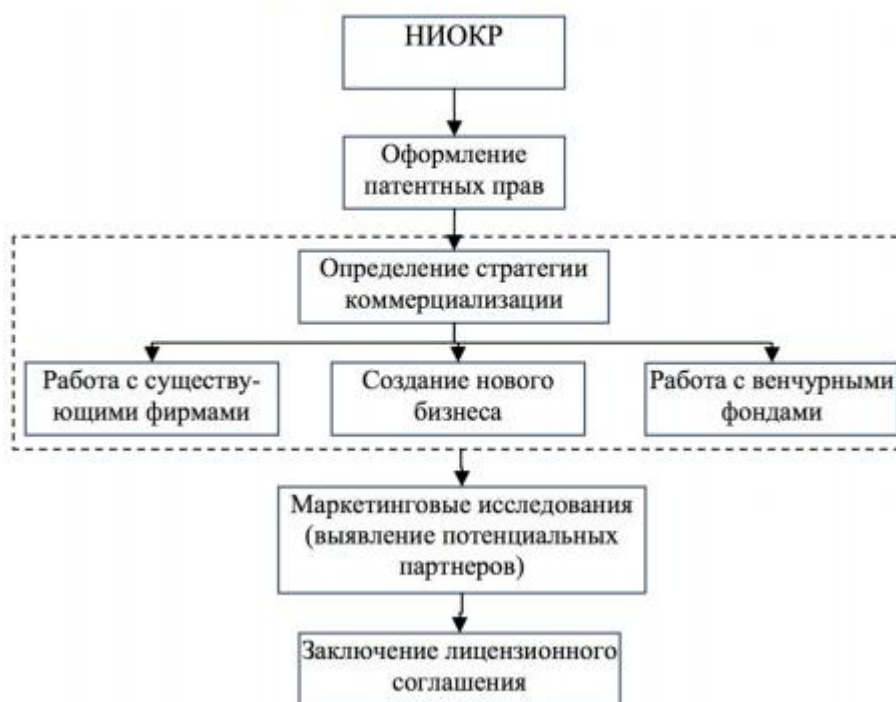 НИОКР
Оформление
патентных прав
Определение стратегии
коммерциализации
Работа с существу-
ющими фирмами
Создание нового
бизнеса
Работа с венчурными
фондами
Маркетинговые исследования
(выявление потенциальных
партнеров)
Заключение лицензионного
соглашения